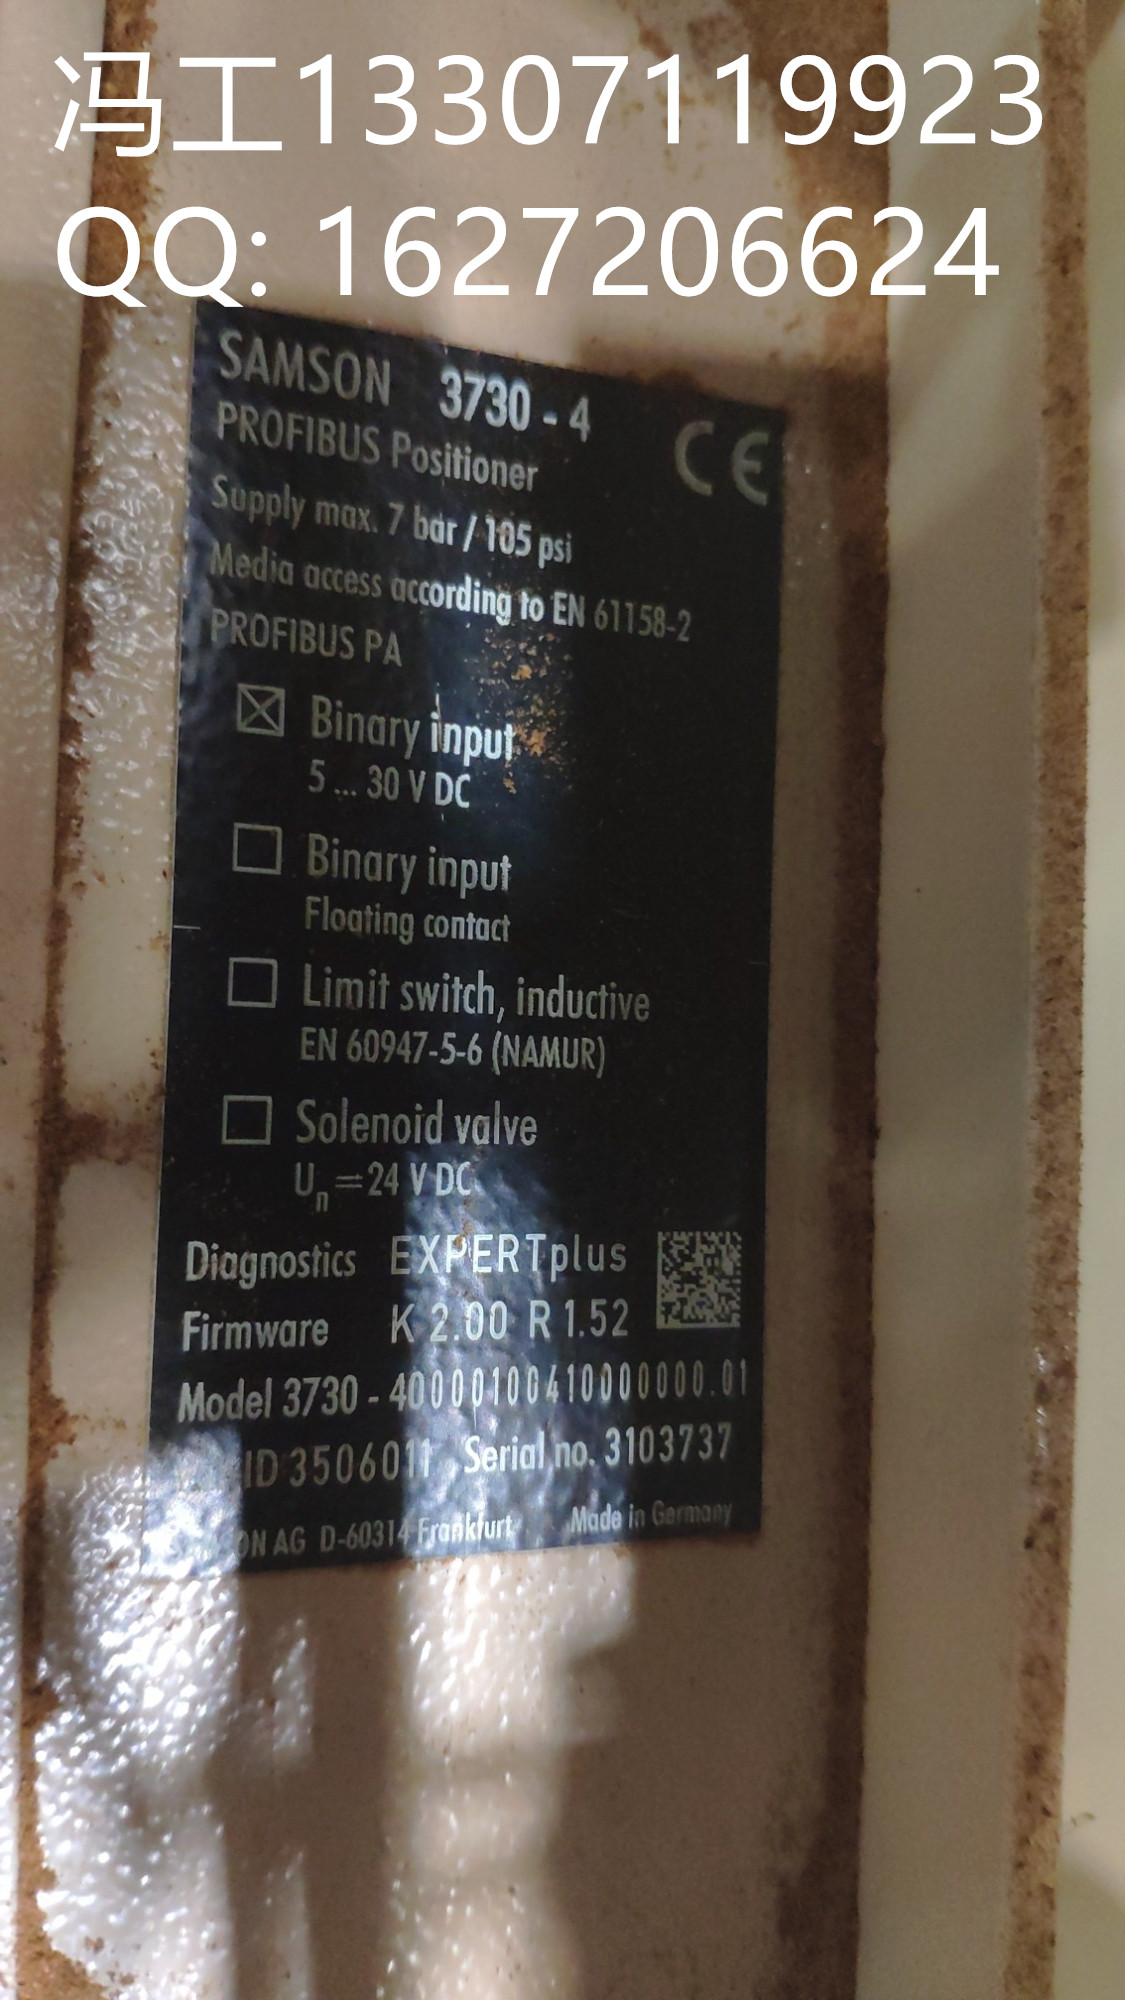 冯工13307119923
QQ: 1627206624
SAMSON 3730 - 4
CE
PROFIBUS Positioner
Supply max. 7 bar / 105 psi
Media access according to EN 61158-2
PROFIBUS PA
Binary input
5 ... 30 V DC
Binary input
Floating contact
Limit switch, inductive
EN 60947-5-6 (NAMUR)
Solenoid valve
Un = 24 V DC
Diagnostics EXPERTplus
Firmware K 2.00 R 1.52
Model 3730 - 40000100410000000.01
ID 3506011 Serial no. 3103737
ON AG D-60314 Frankfurt Made in Germany